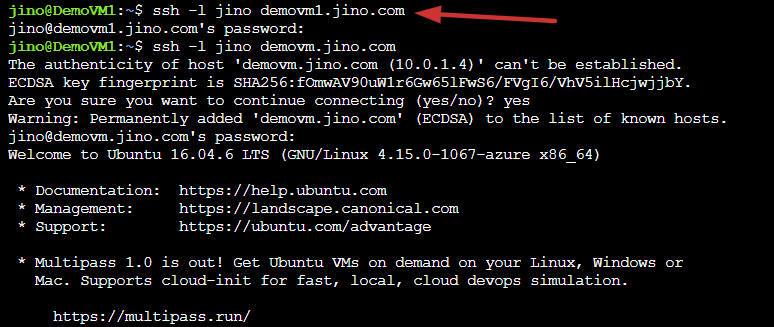 jino@DemoVM1:~$ ssh -l jino demovm1.jino.com
jino@demovm1.jino.com's password:
jino@DemoVM1:~$ ssh -l jino demovm.jino.com
The authenticity of host 'demovm.jino.com (10.0.1.4)' can't be established.
ECDSA key fingerprint is SHA256:fOmwAV90uW1r6Gw65lFwS6/FVgI6/VhV5ilHcjwjjbY.
Are you sure you want to continue connecting (yes/no)? yes
Warning: Permanently added 'demovm.jino.com' (ECDSA) to the list of known hosts.
jino@demovm.jino.com's password:
Welcome to Ubuntu 16.04.6 LTS (GNU/Linux 4.15.0-1067-azure x86_64)
* Documentation:  https://help.ubuntu.com
* Management:     https://landscape.canonical.com
* Support:        https://ubuntu.com/advantage
* Multipass 1.0 is out! Get Ubuntu VMs on demand on your Linux, Windows or
Mac. Supports cloud-init for fast, local, cloud devops simulation.
https://multipass.run/